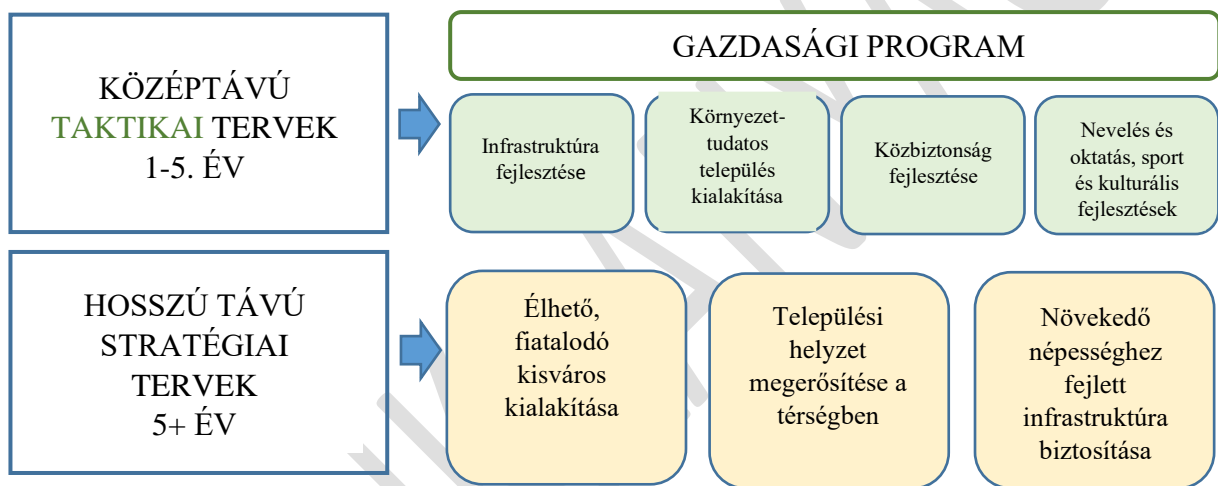 KÖZÉPTÁVÚ
TAKTIKAI TERVEK
1-5. ÉV
GAZDASÁGI PROGRAM
Infrastruktúra
fejlesztése
Környezet-
tudatos
település
kialakítása
Közbiztonság
fejlesztése
Nevelés és
oktatás, sport
és kulturális
fejlesztések
HOSSZÚ TÁVÚ
STRATÉGIAI
TERVEK
5+ ÉV
Élhető,
fiatalodó
kisváros
kialakítása
Települési
helyzet
megerősítése a
térségben
Növekedő
népességhez
fejlett
infrastruktúra
biztosítása